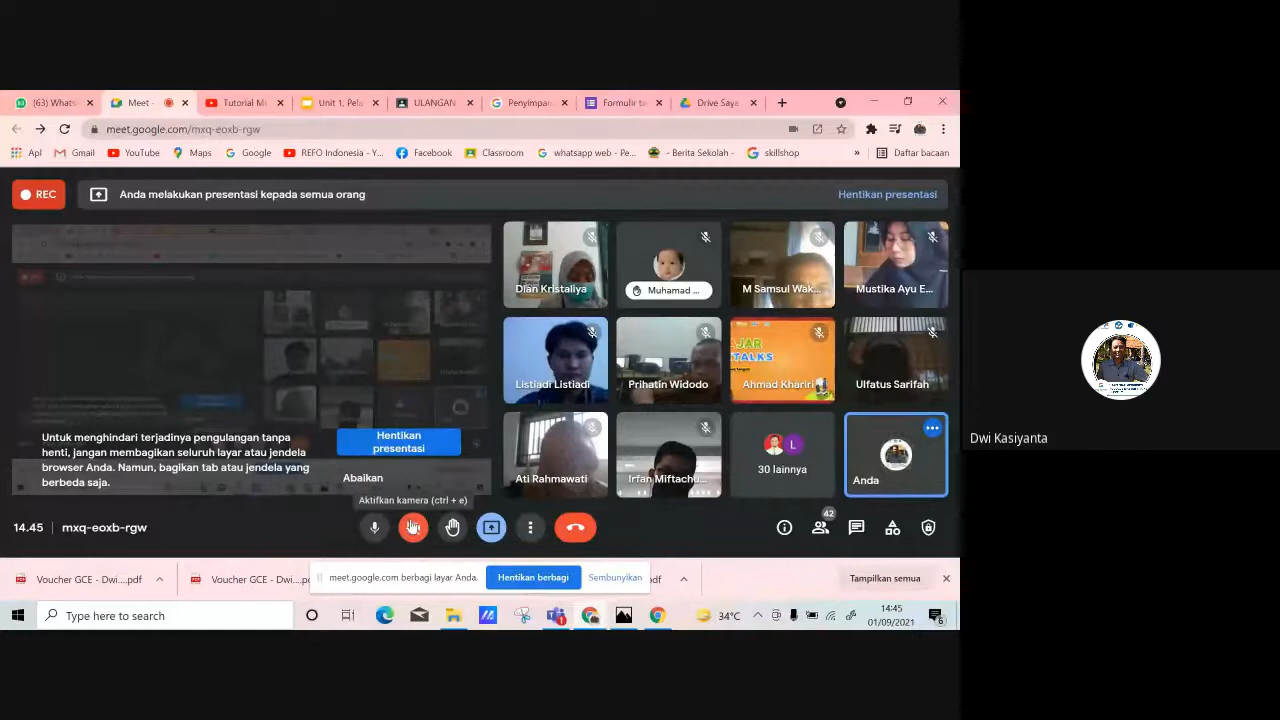 (63) Whats
Meet -
Tutorial M
Unit 1, Pela
ULANGAN
Penyimpan
Formulir ta
Drive Saya
meet.google.com/mxq-eoxb-rgw
Apl
Gmail
YouTube
Maps
Google
REFO Indonesia - Y...
Facebook
Classroom
whatsapp web - Pe...
- Berita Sekolah -
skillshop
»
Daftar bacaan
REC
Anda melakukan presentasi kepada semua orang
Hentikan presentasi
Dian Kristaliya
Muhamad ...
M Samsul Wak...
Mustika Ayu E...
Listiadi Listiadi
Prihatin Widodo
AJAR
TALKS
Ahmad Khariri
Ulfatus Sarifah
Ati Rahmawati
Irfan Miftachu...
L
30 lainnya
Anda
Untuk menghindari terjadinya pengulangan tanpa
henti, jangan membagikan seluruh layar atau jendela
browser Anda. Namun, bagikan tab atau jendela yang
berbeda saja.
Hentikan
presentasi
Abaikan
Aktifkan kamera (ctrl + e)
14.45 | mxq-eoxb-rgw
42
Dwi Kasiyanta
Voucher GCE - Dwi....pdf
Voucher GCE - Dwi....p
meet.google.com berbagi layar Anda.
Hentikan berbagi
Sembunyikan
pdf
Tampilkan semua
Type here to search
34°C
14:45
01/09/2021
6